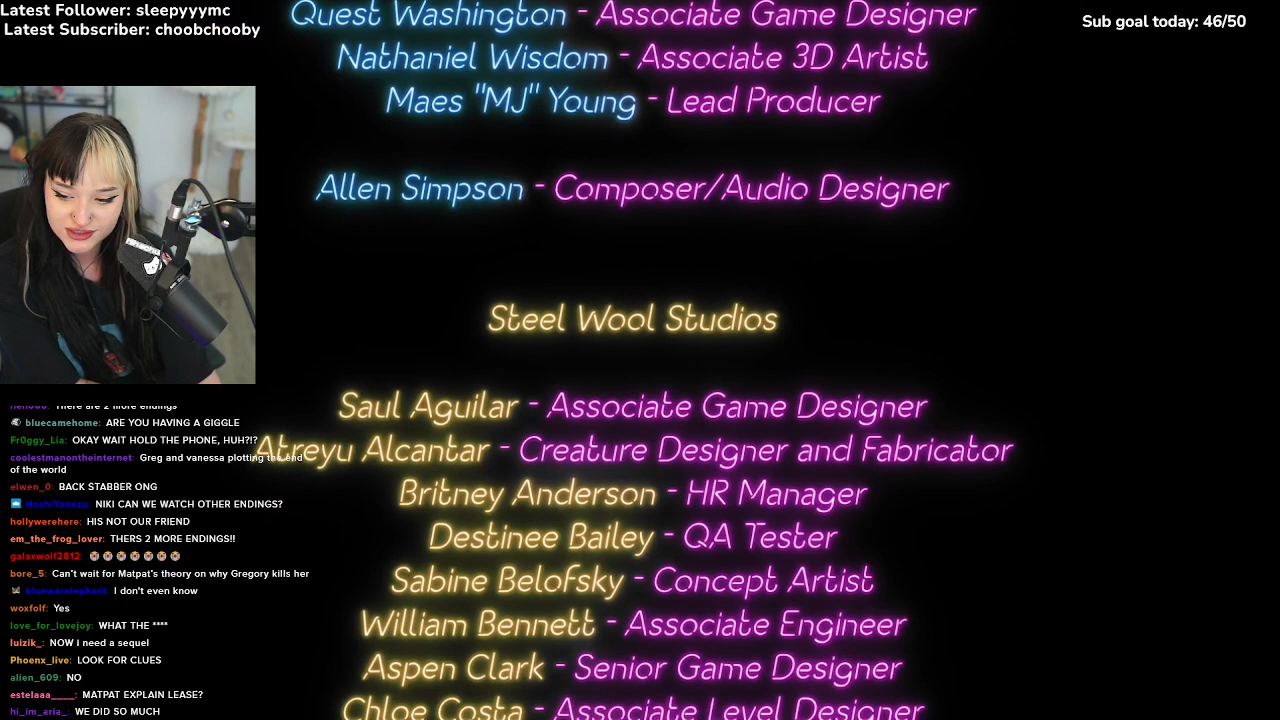 Latest Follower: sleepyyymc
Latest Subscriber: choobchooby
Sub goal today: 46/50
Quest Washington - Associate Game Designer
Nathaniel Wisdom - Associate 3D Artist
Maes "MJ" Young - Lead Producer
Allen Simpson - Composer/Audio Designer
Steel Wool Studios
Saul Aguilar - Associate Game Designer
Atreyu Alcantar - Creature Designer and Fabricator
Britney Anderson - HR Manager
Destinee Bailey - QA Tester
Sabine Belofsky - Concept Artist
William Bennett - Associate Engineer
Aspen Clark - Senior Game Designer
Chloe Costa - Associate Level Designer
There are 2 more endings
bluecamehome: ARE YOU HAVING A GIGGLE
Fr0ggy_Lia: OKAY WAIT HOLD THE PHONE, HUH?!?
coolestmanontheinternet: Greg and vanessa plotting the end
of the world
elwen_0: BACK STABBER ONG
NIKI CAN WE WATCH OTHER ENDINGS?
hollywerehere: HIS NOT OUR FRIEND
em_the_frog_lover: THERS 2 MORE ENDINGS!!
galaxwolf2812:
bore_5: Can't wait for Matpat's theory on why Gregory kills her
I don't even know
woxfolf: Yes
love_for_lovejoy: WHAT THE ****
luizik_: NOW i need a sequel
Phoenx_live: LOOK FOR CLUES
alien_609: NO
estelaaa____: MATPAT EXPLAIN LEASE?
hi_im_aria_: WE DID SO MUCH